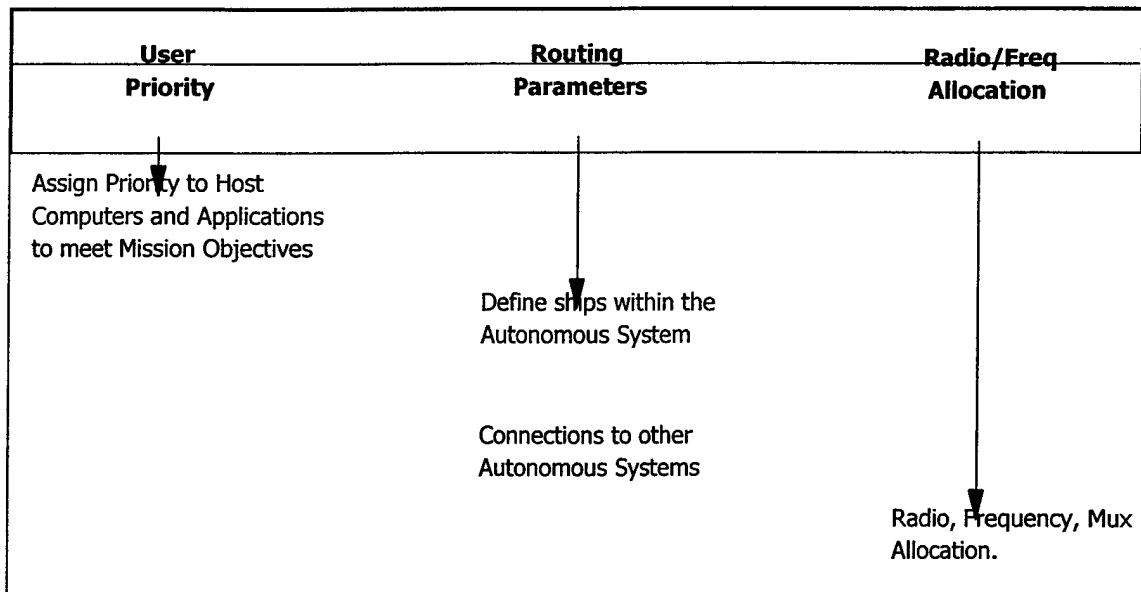 User
Priority
Routing
Parameters
Radio/Freq
Allocation
Assign Priority to Host
Computers and Applications
to meet Mission Objectives
Define ships within the
Autonomous System
Connections to other
Autonomous Systems
Radio, Frequency, Mux
Allocation.